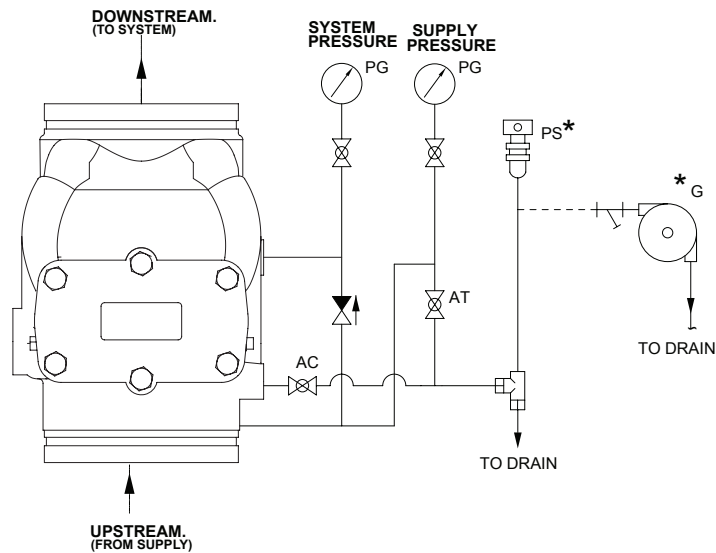 DOWNSTREAM.
(TO SYSTEM)
SYSTEM
PRESSURE
SUPPLY
PRESSURE
PG
PG
PS*
* G
AT
AC
TO DRAIN
TO DRAIN
UPSTREAM.
(FROM SUPPLY)